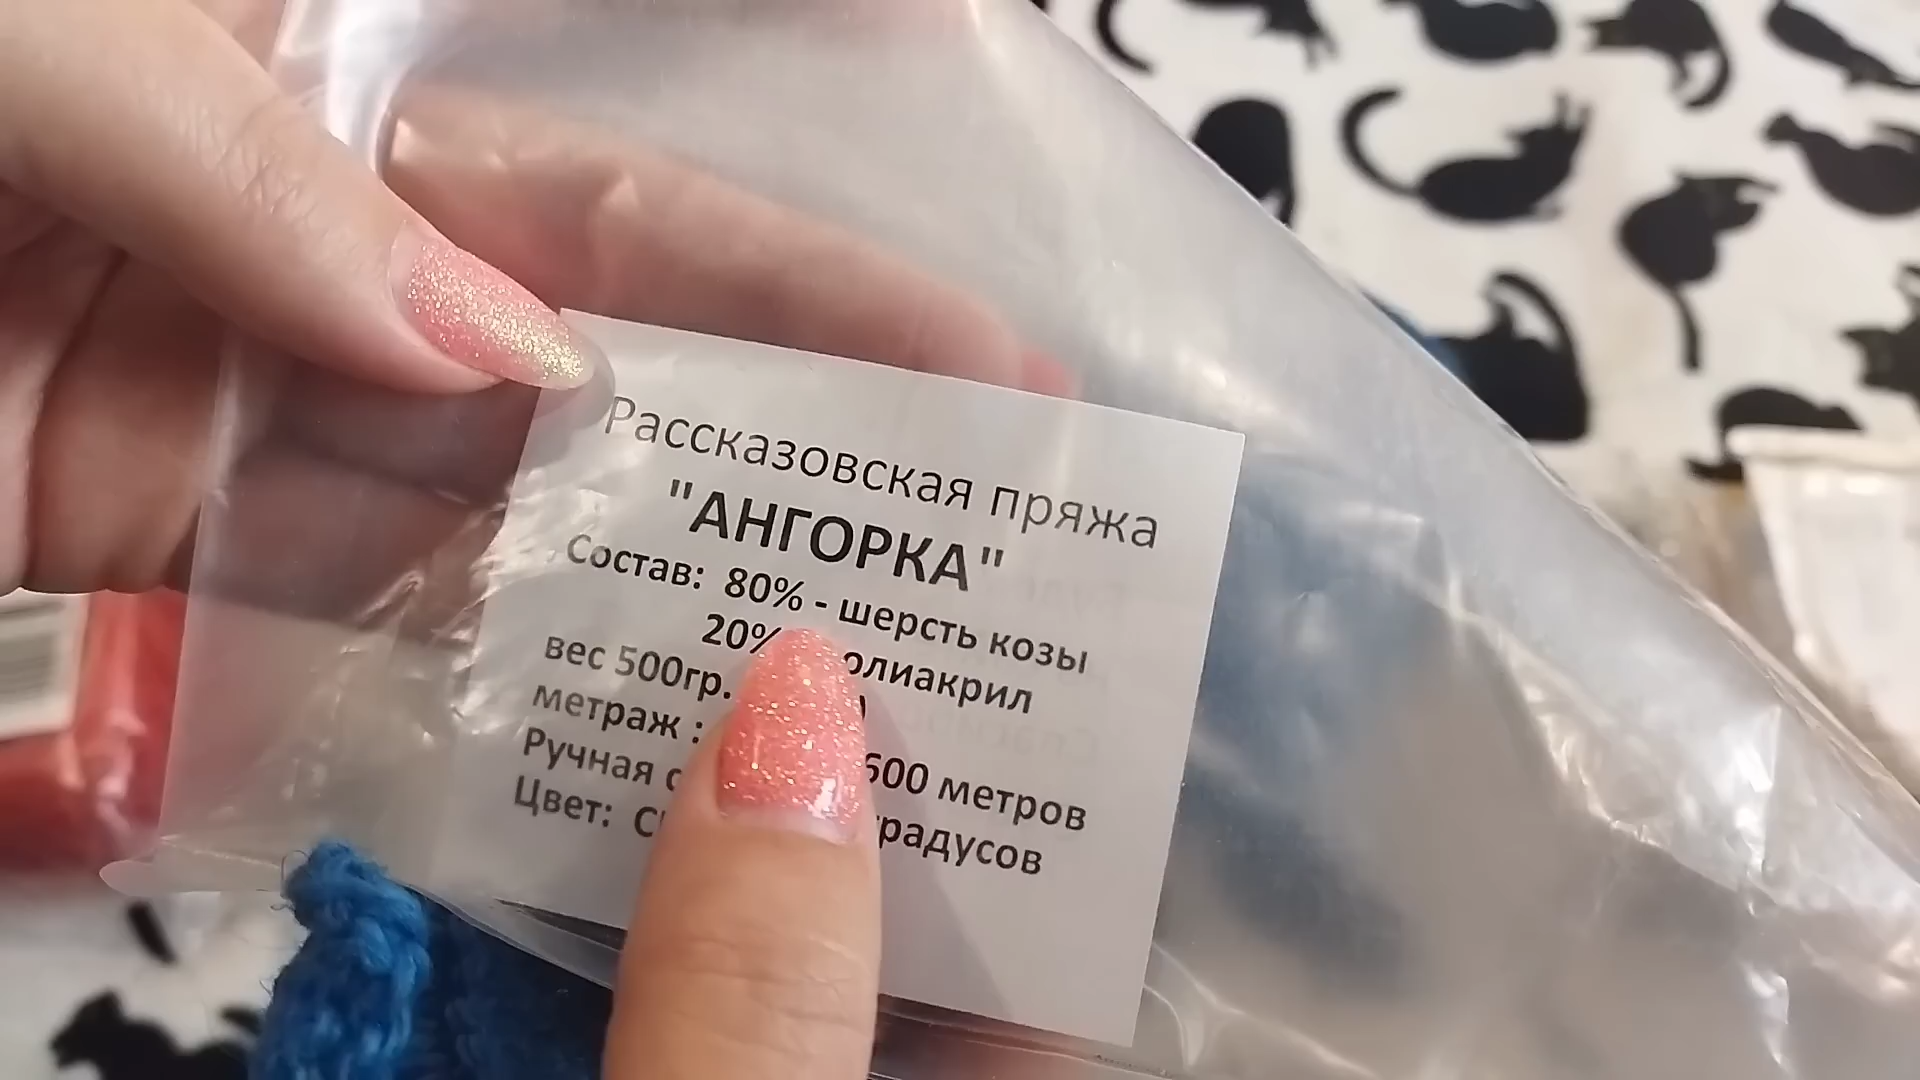 Рассказовская пряжа
"АНГОРКА"
Состав: 80% - шерсть козы
20% олиакрил
вес 500гр.
метраж : 600 метров
Ручная градусов
Цвет: